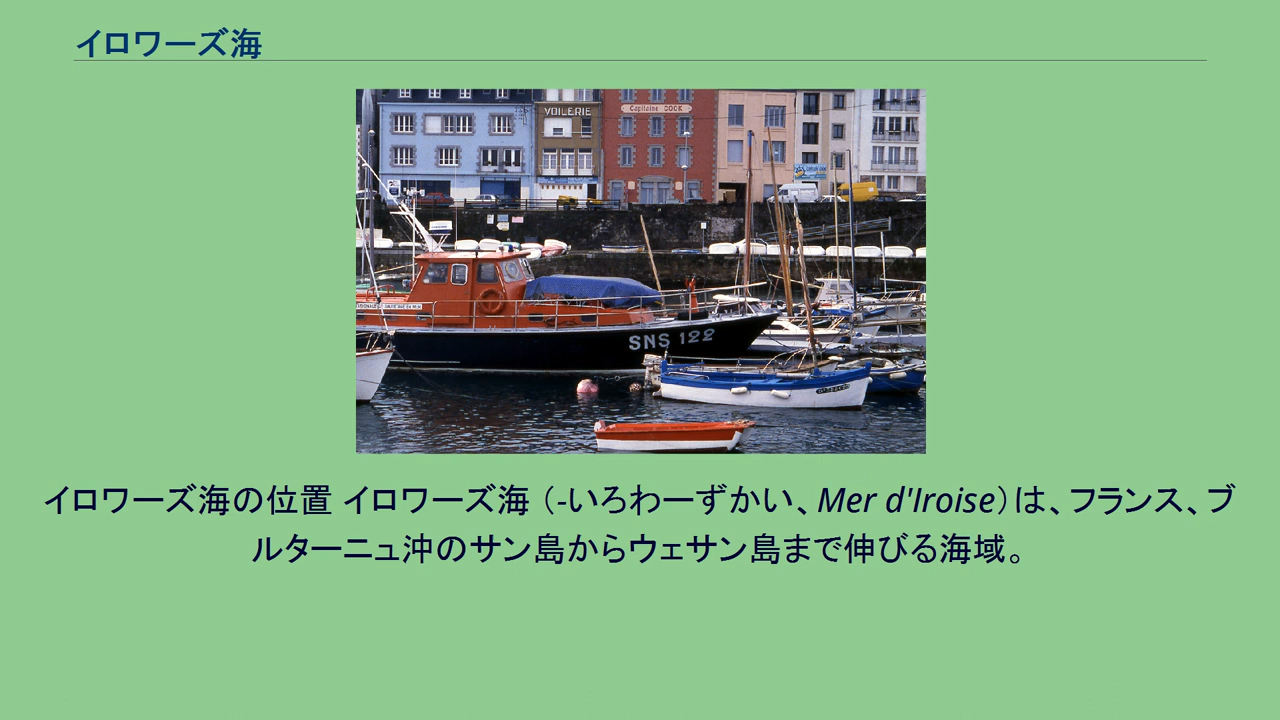 イロワーズ海
VOILERIE
Capitaine COOK
SNS 122
イロワーズ海の位置 イロワーズ海（-いろわーずかい、Mer d'Iroise）は、フランス、ブ
ルターニュ沖のサン島からウェサン島まで伸びる海域。